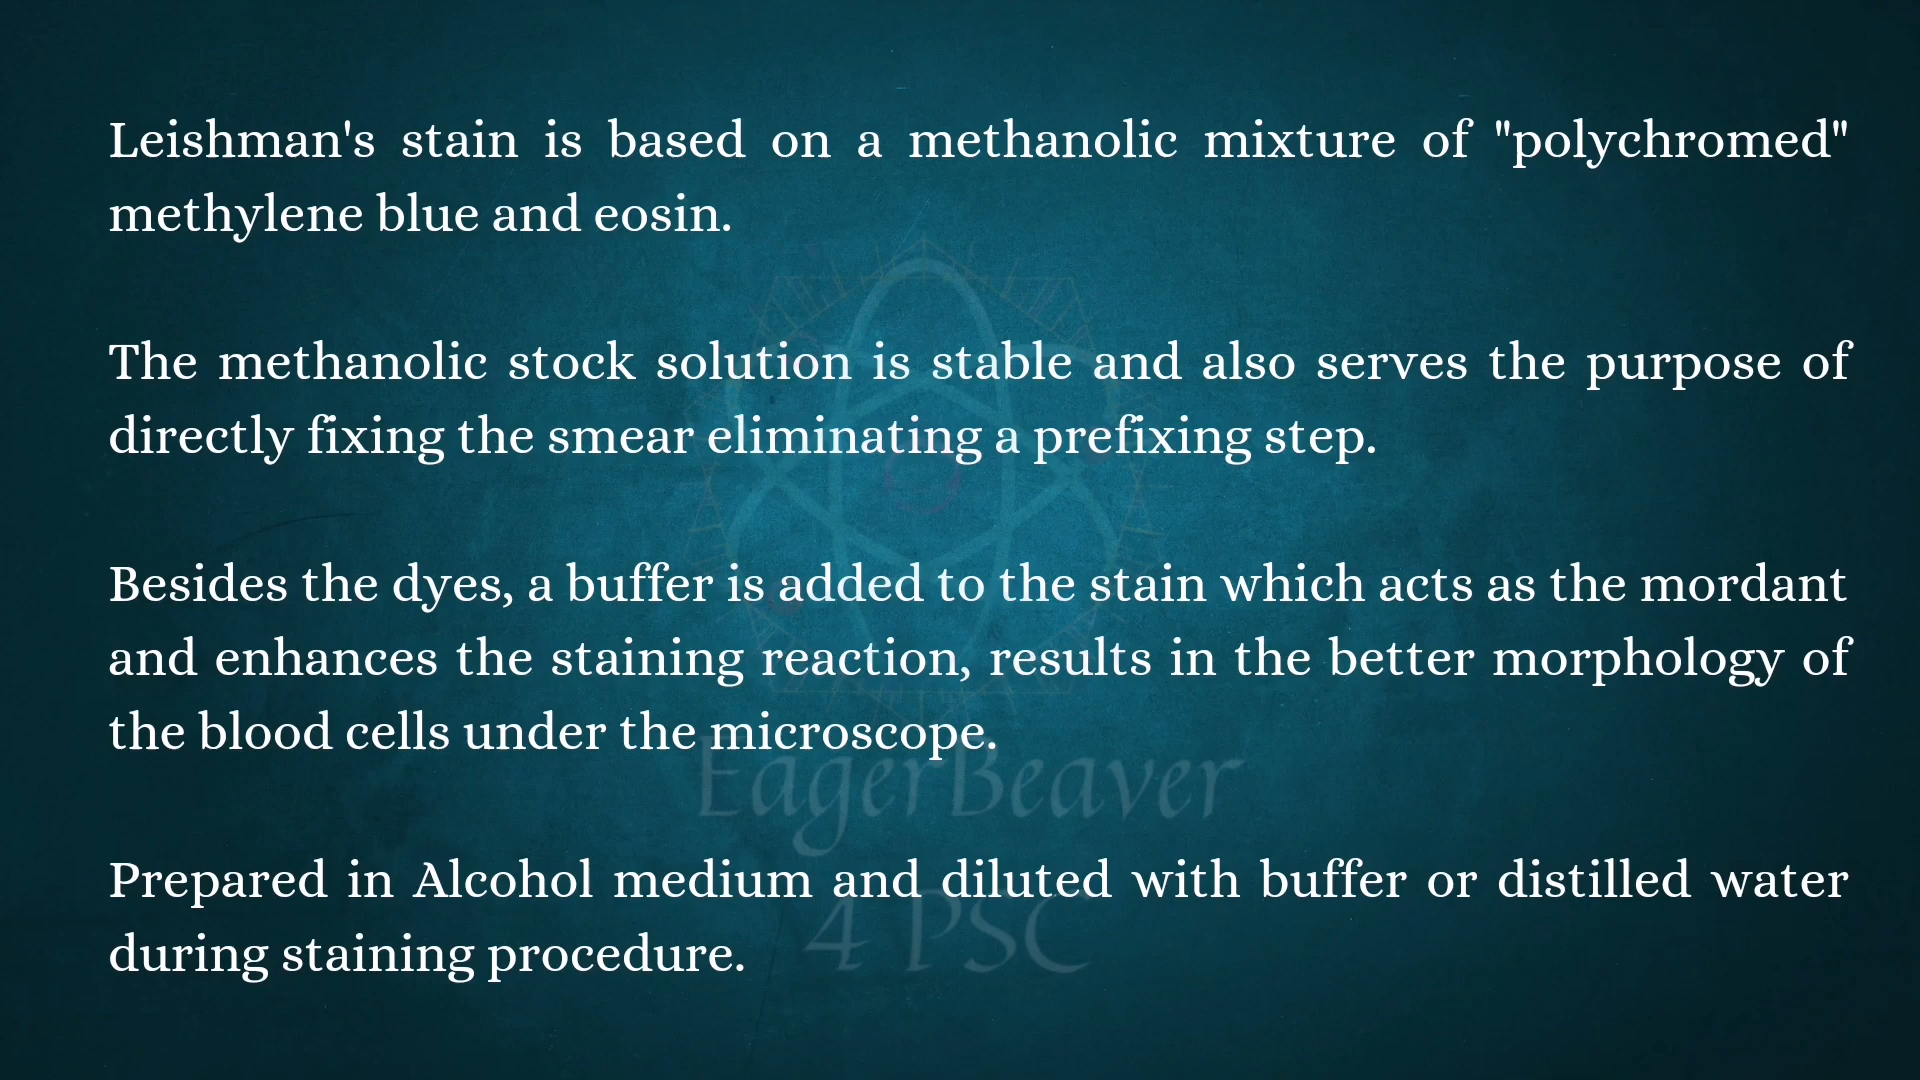 Leishman's stain is based on a methanolic mixture of "polychromed"
methylene blue and eosin.
The methanolic stock solution is stable and also serves the purpose of
directly fixing the smear eliminating a prefixing step.
Besides the dyes, a buffer is added to the stain which acts as the mordant
and enhances the staining reaction, results in the better morphology of
the blood cells under the microscope.
EagerBeaver
Prepared in Alcohol medium and diluted with buffer or distilled water
4 PSC
during staining procedure.